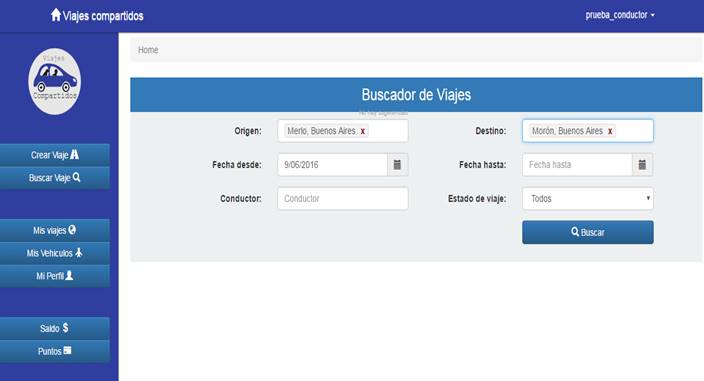 Viajes compartidos
prueba_conductor
Viajes
Compartidos
Home
Buscador de Viajes
No hay sugerencias
Origen:
Merlo, Buenos Aires x
Destino:
Morón, Buenos Aires x
Fecha desde:
9/06/2016
Fecha hasta:
Fecha hasta
Conductor:
Conductor
Estado de viaje:
Todos
Buscar
Crear Viaje
Buscar Viaje
Mis viajes
Mis Vehículos
Mi Perfil
Saldo $
Puntos